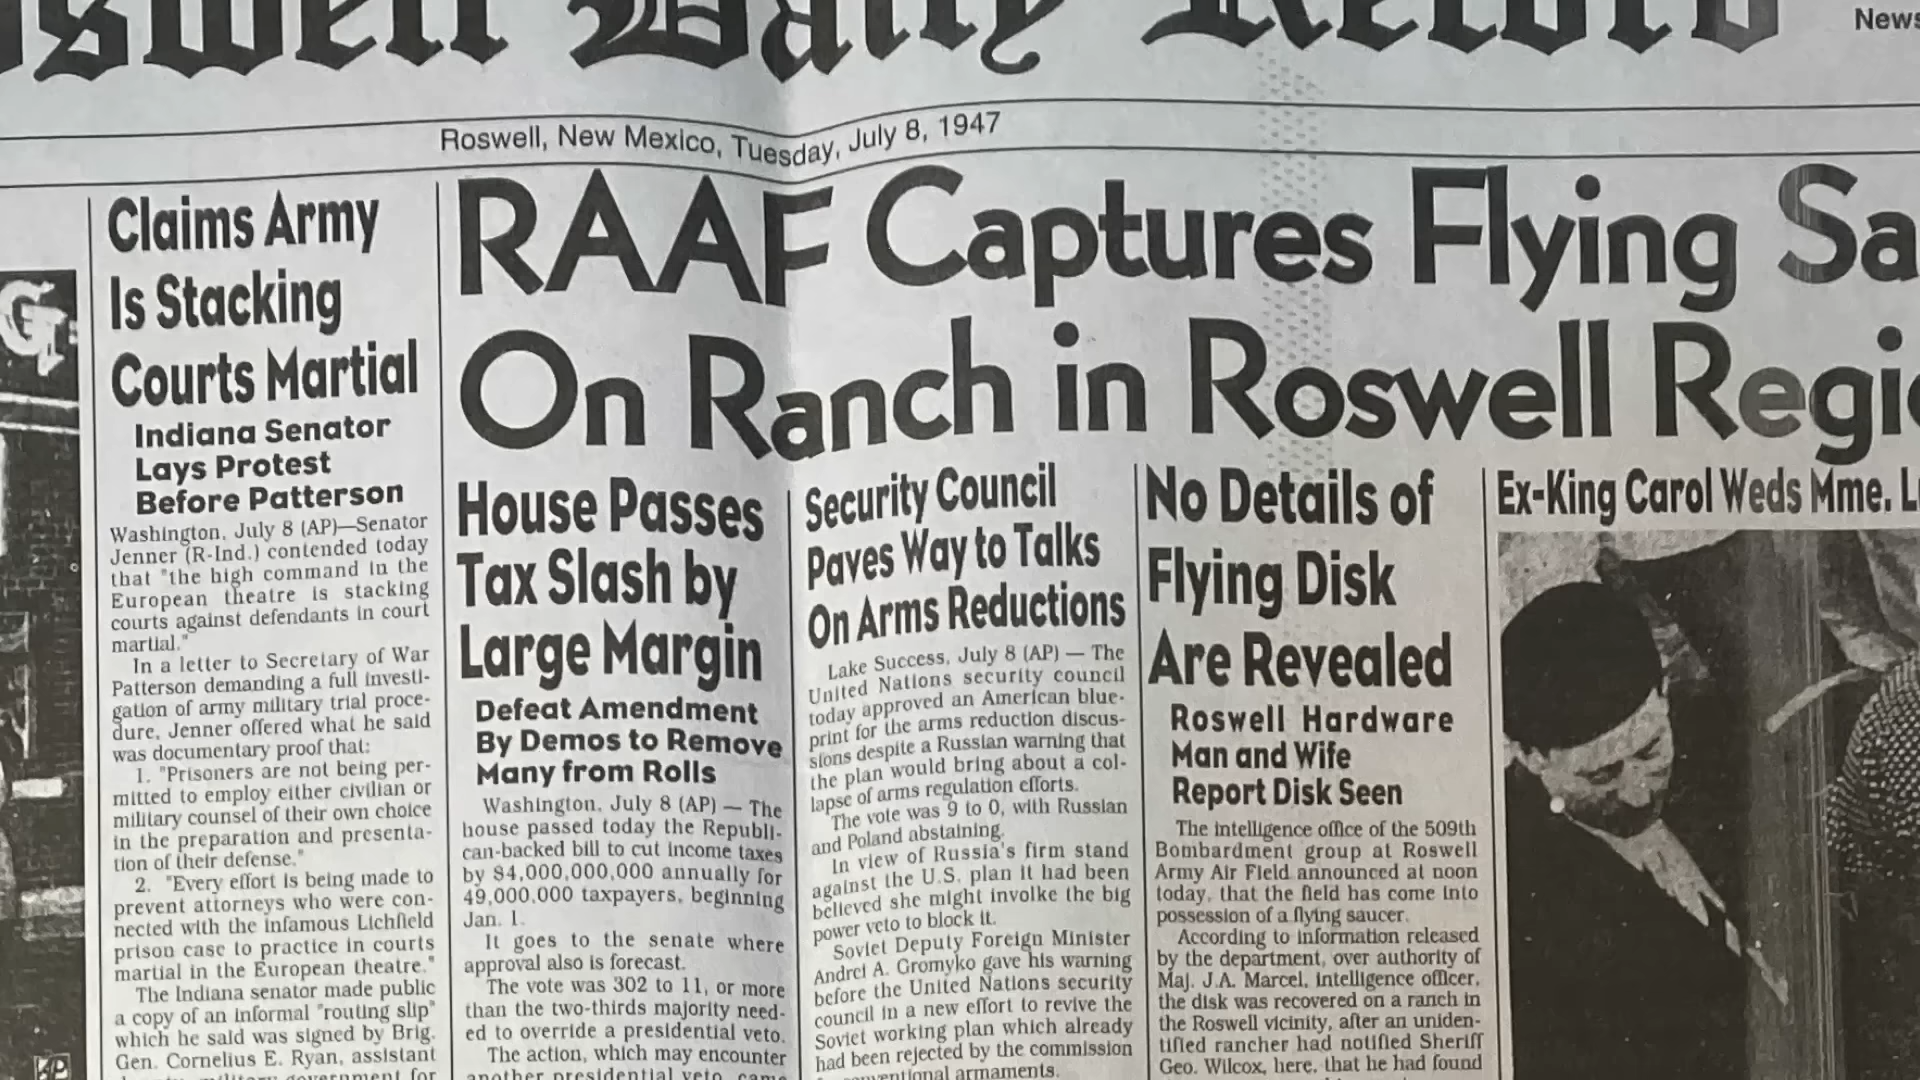 Roswell Daily Record
News
Roswell, New Mexico, Tuesday, July 8, 1947
RAAF Captures Flying Sa
On Ranch in Roswell Regio
Claims Army
Is Stacking
Courts Martial
Indiana Senator
Lays Protest
Before Patterson
Washington, July 8 (AP)—Senator
Jenner (R-Ind.) contended today
that "the high command in the
European theatre is stacking
courts against defendants in court
martial."
In a letter to Secretary of War
Patterson demanding a full investi-
gation of army military trial proce-
dure, Jenner offered what he said
was documentary proof that:
1. "Prisoners are not being per-
mitted to employ either civilian or
military counsel of their own choice
in the preparation and presenta-
tion of their defense."
2. "Every effort is being made to
prevent attorneys who were con-
nected with the infamous Lichfield
prison case to practice in courts
martial in the European theatre."
The Indiana senator made public
a copy of an informal "routing slip"
which he said was signed by Brig.
Gen. Cornelius E. Ryan, assistant
House Passes
Tax Slash by
Large Margin
Defeat Amendment
By Demos to Remove
Many from Rolls
Washington, July 8 (AP) — The
house passed today the Republi-
can-backed bill to cut income taxes
by $4,000,000,000 annually for
49,000,000 taxpayers, beginning
Jan. 1.
It goes to the senate where
approval also is forecast.
The vote was 302 to 11, or more
than the two-thirds majority need-
ed to override a presidential veto.
The action, which may encounter
another presidential veto, came
Security Council
Paves Way to Talks
On Arms Reductions
Lake Success, July 8 (AP) — The
United Nations security council
today approved an American blue-
print for the arms reduction discus-
sions despite a Russian warning that
the plan would bring about a col-
lapse of arms regulation efforts.
The vote was 9 to 0, with Russian
and Poland abstaining.
In view of Russia's firm stand
against the U.S. plan it had been
believed she might involke the big
power veto to block it.
Soviet Deputy Foreign Minister
Andrei A. Gromyko gave his warning
before the United Nations security
council in a new effort to revive the
Soviet working plan which already
had been rejected by the commission
armaments.
No Details of
Flying Disk
Are Revealed
Roswell Hardware
Man and Wife
Report Disk Seen
The intelligence office of the 509th
Bombardment group at Roswell
Army Air Field announced at noon
today, that the field has come into
possession of a flying saucer.
According to information released
by the department, over authority of
Maj. J.A. Marcel, intelligence officer,
the disk was recovered on a ranch in
the Roswell vicinity, after an uniden-
tified rancher had notified Sheriff
Geo. Wilcox, here, that he had found
Ex-King Carol Weds Mme. L